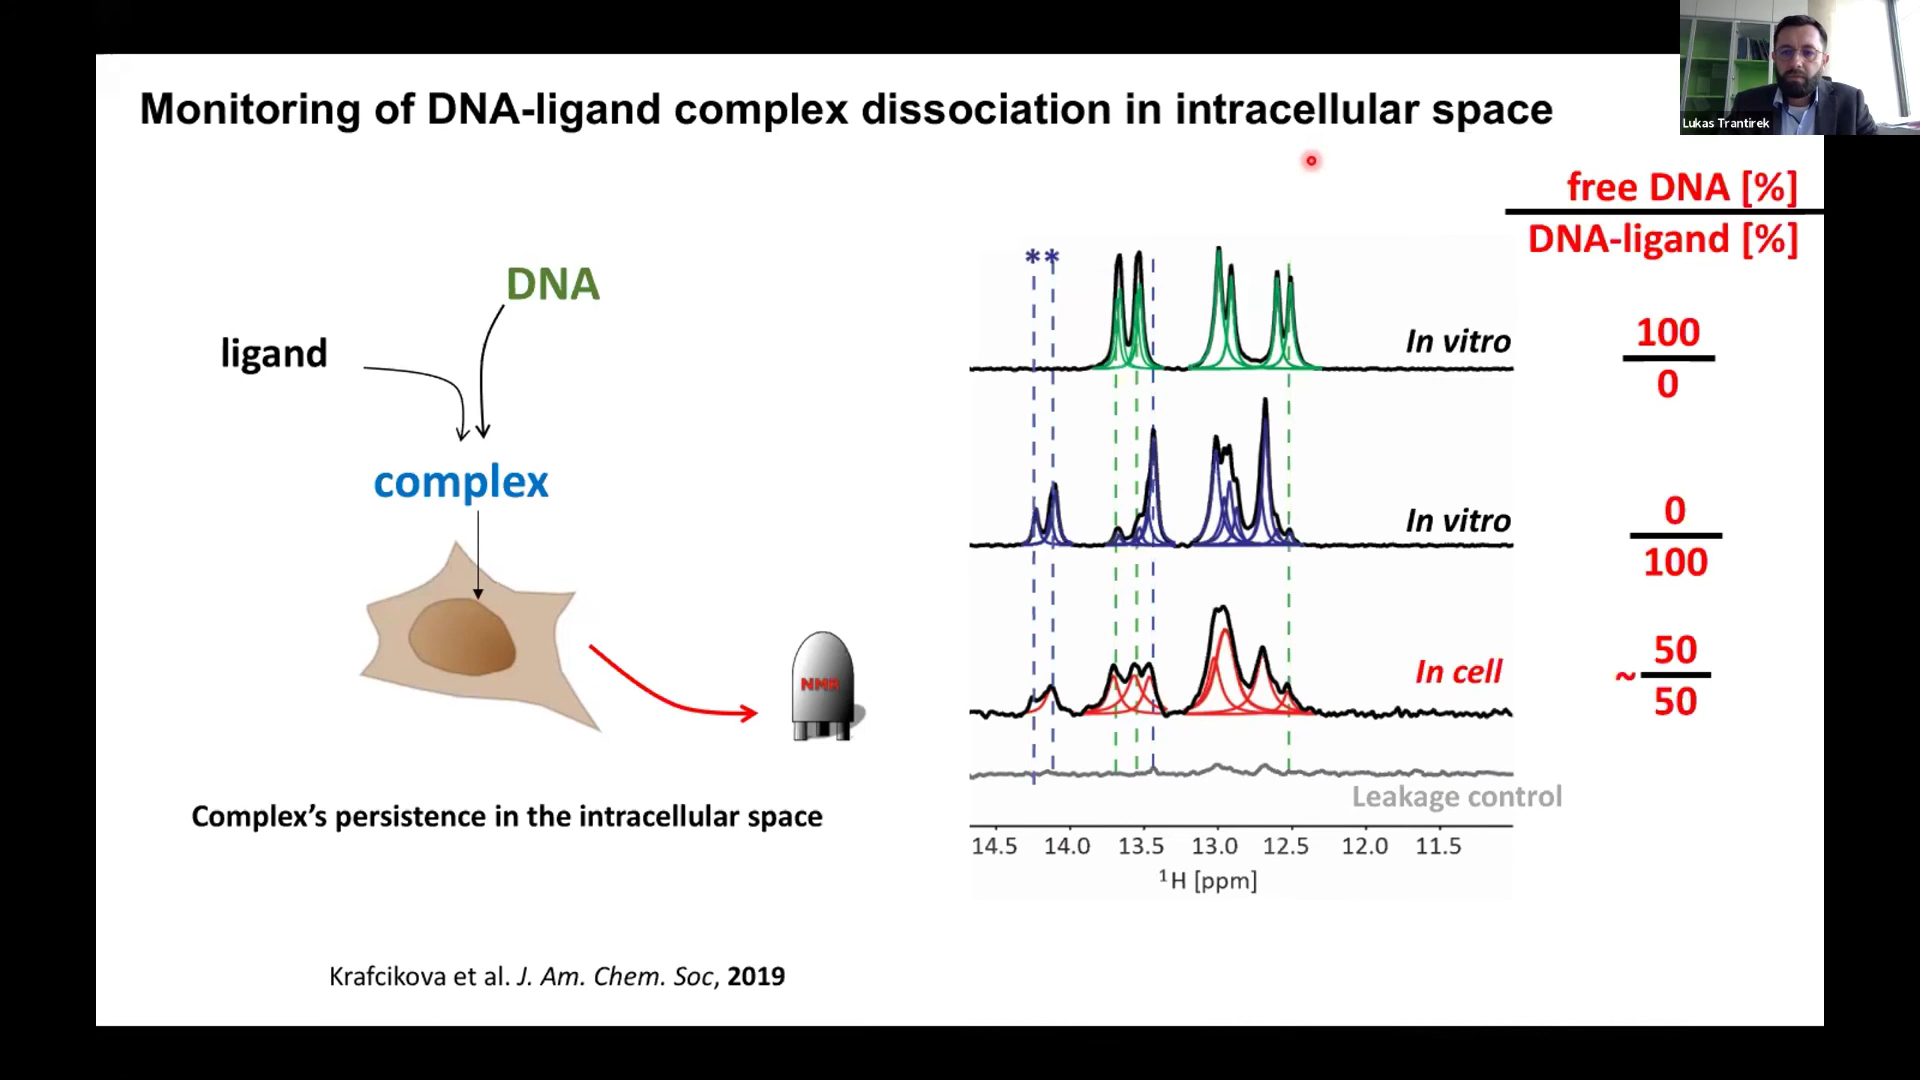 Monitoring of DNA-ligand complex dissociation in intracellular space
Lukas Trantirek
free DNA [%]
DNA-ligand [%]
DNA
ligand
complex
NMR
Complex’s persistence in the intracellular space
Krafcikova et al. J. Am. Chem. Soc, 2019
**
In vitro
100
0
In vitro
0
100
In cell
~
50
50
Leakage control
14.5 14.0 13.5 13.0 12.5 12.0 11.5
¹H [ppm]